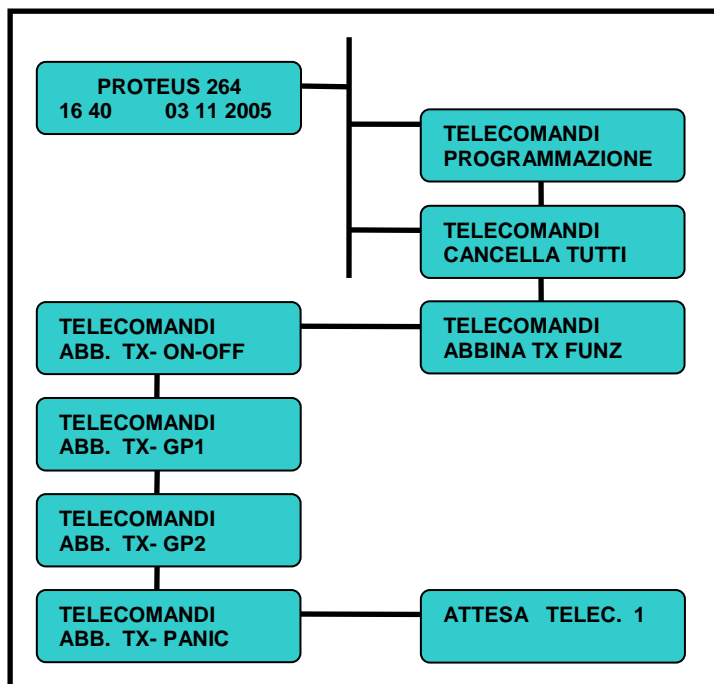 PROTEUS 264
16 40 03 11 2005
TELECOMANDI
PROGRAMMAZIONE
TELECOMANDI
CANCELLA TUTTI
TELECOMANDI
ABB. TX- ON-OFF
TELECOMANDI
ABBINA TX FUNZ
TELECOMANDI
ABB. TX- GP1
TELECOMANDI
ABB. TX- GP2
TELECOMANDI
ABB. TX- PANIC
ATTESA TELEC. 1